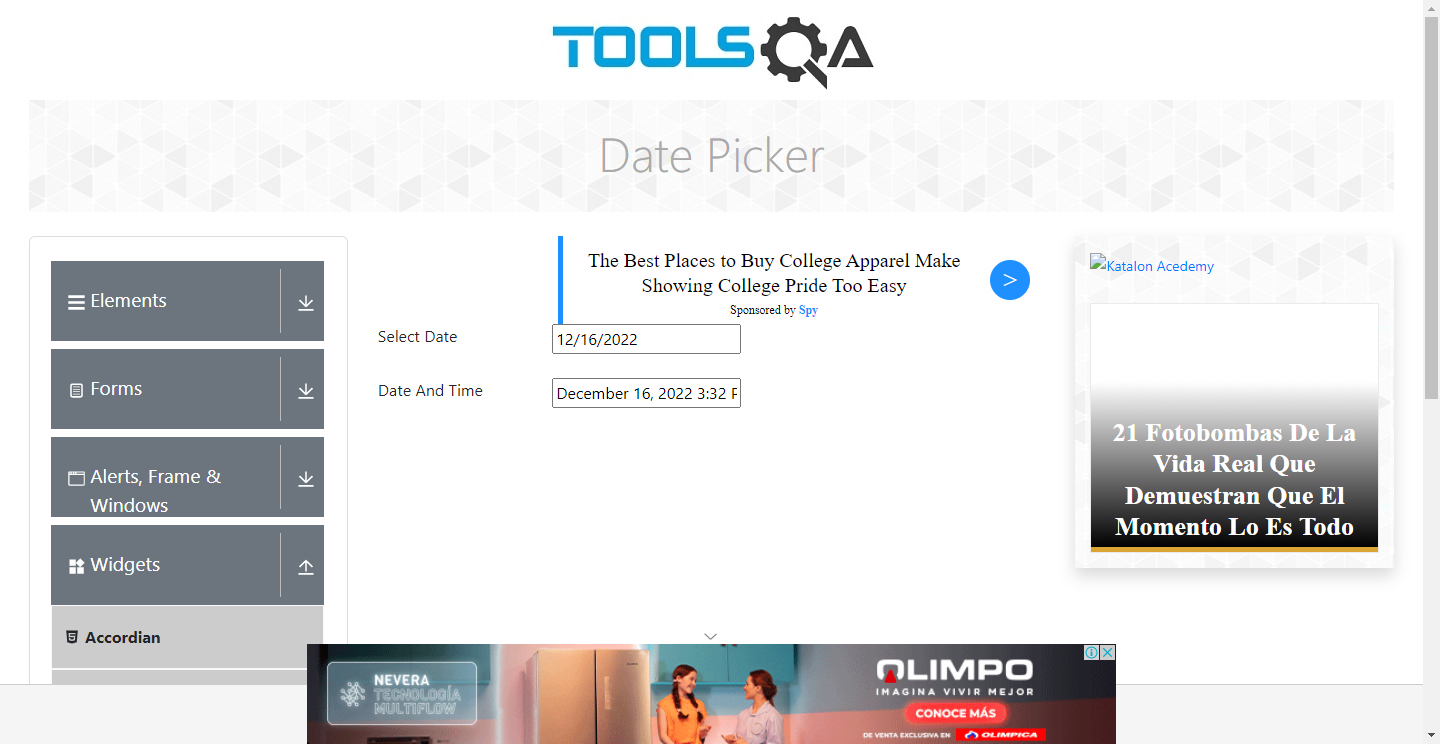 TOOLSQA
Date Picker
Elements
Forms
Alerts, Frame &
Windows
Widgets
Accordian
The Best Places to Buy College Apparel Make
Showing College Pride Too Easy
Sponsored by Spy
>
Select Date
12/16/2022
Date And Time
December 16, 2022 3:32 P
Katalon Acedemy
21 Fotobombas De La
Vida Real Que
Demuestran Que El
Momento Lo Es Todo
NEVERA
TECNOLOGÍA
MULTIFLOW
OLIMPO
IMAGINA VIVIR MEJOR
CONOCE MÁS
DE VENTA EXCLUSIVA EN OLIMPICA